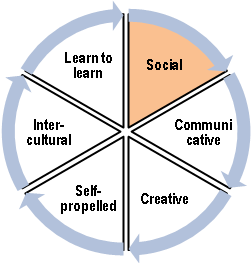 Learn to
learn
Social
Inter-
cultural
Communi
cative
Self-
propelled
Creative